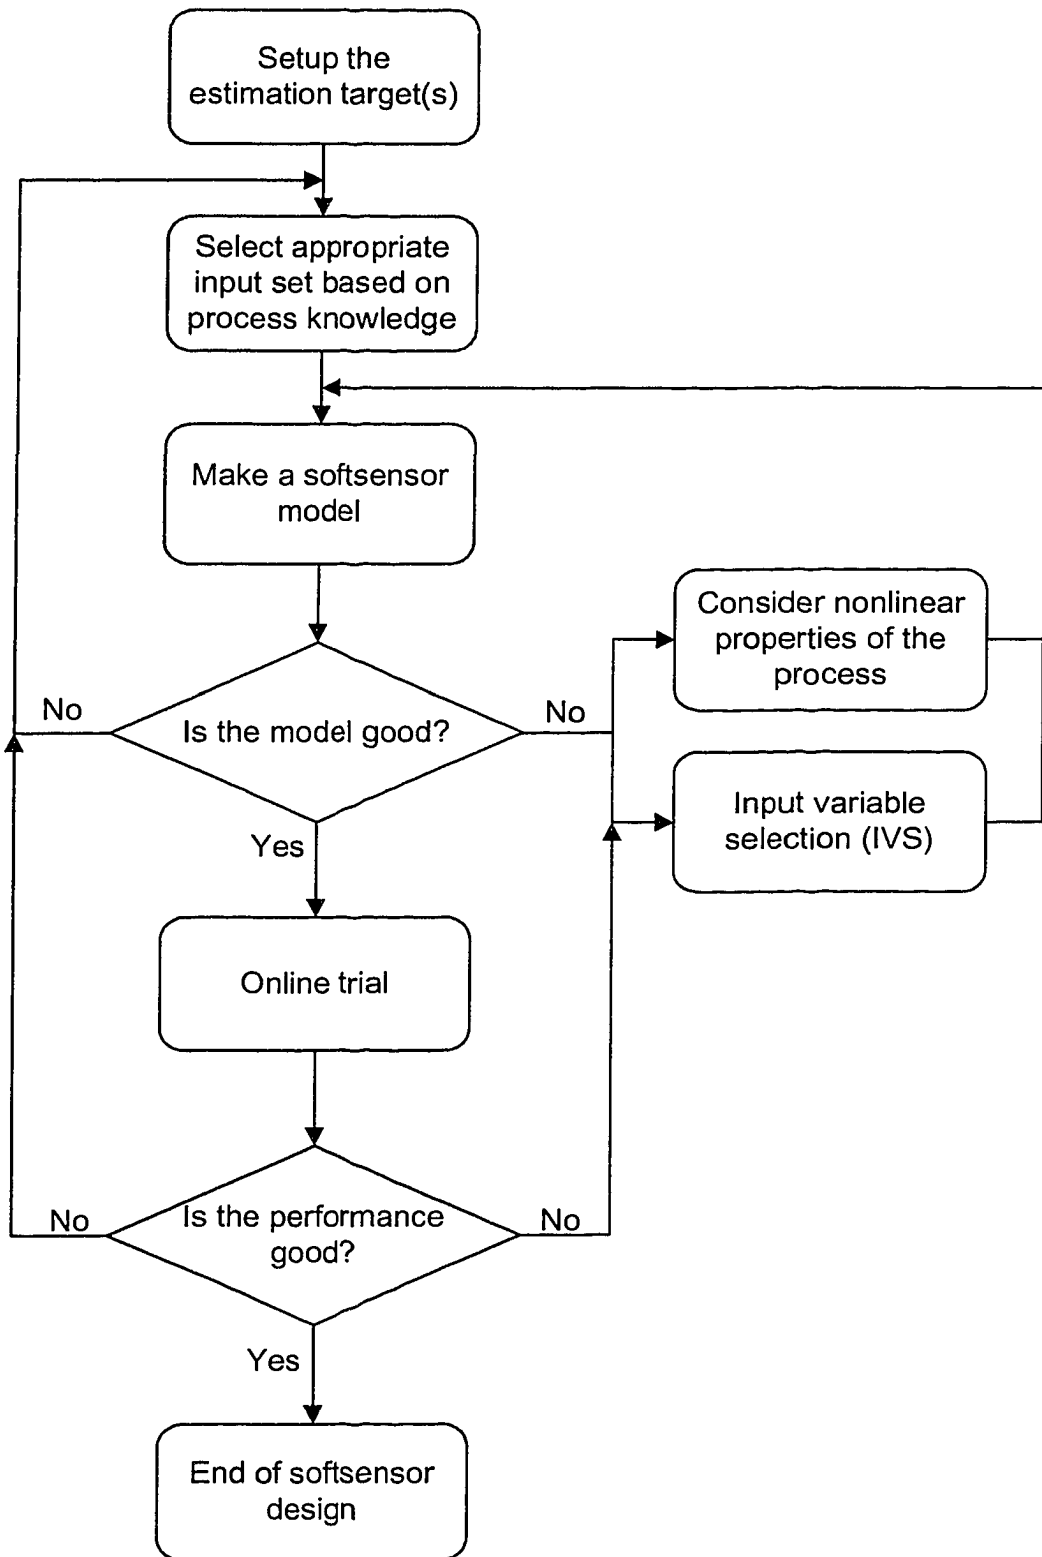 Setup the
estimation target(s)
Select appropriate
input set based on
process knowledge
Make a softsensor
model
Consider nonlinear
properties of the
process
No
Is the model good?
No
Input variable
selection (IVS)
Yes
Online trial
No
Is the performance
good?
No
Yes
End of softsensor
design